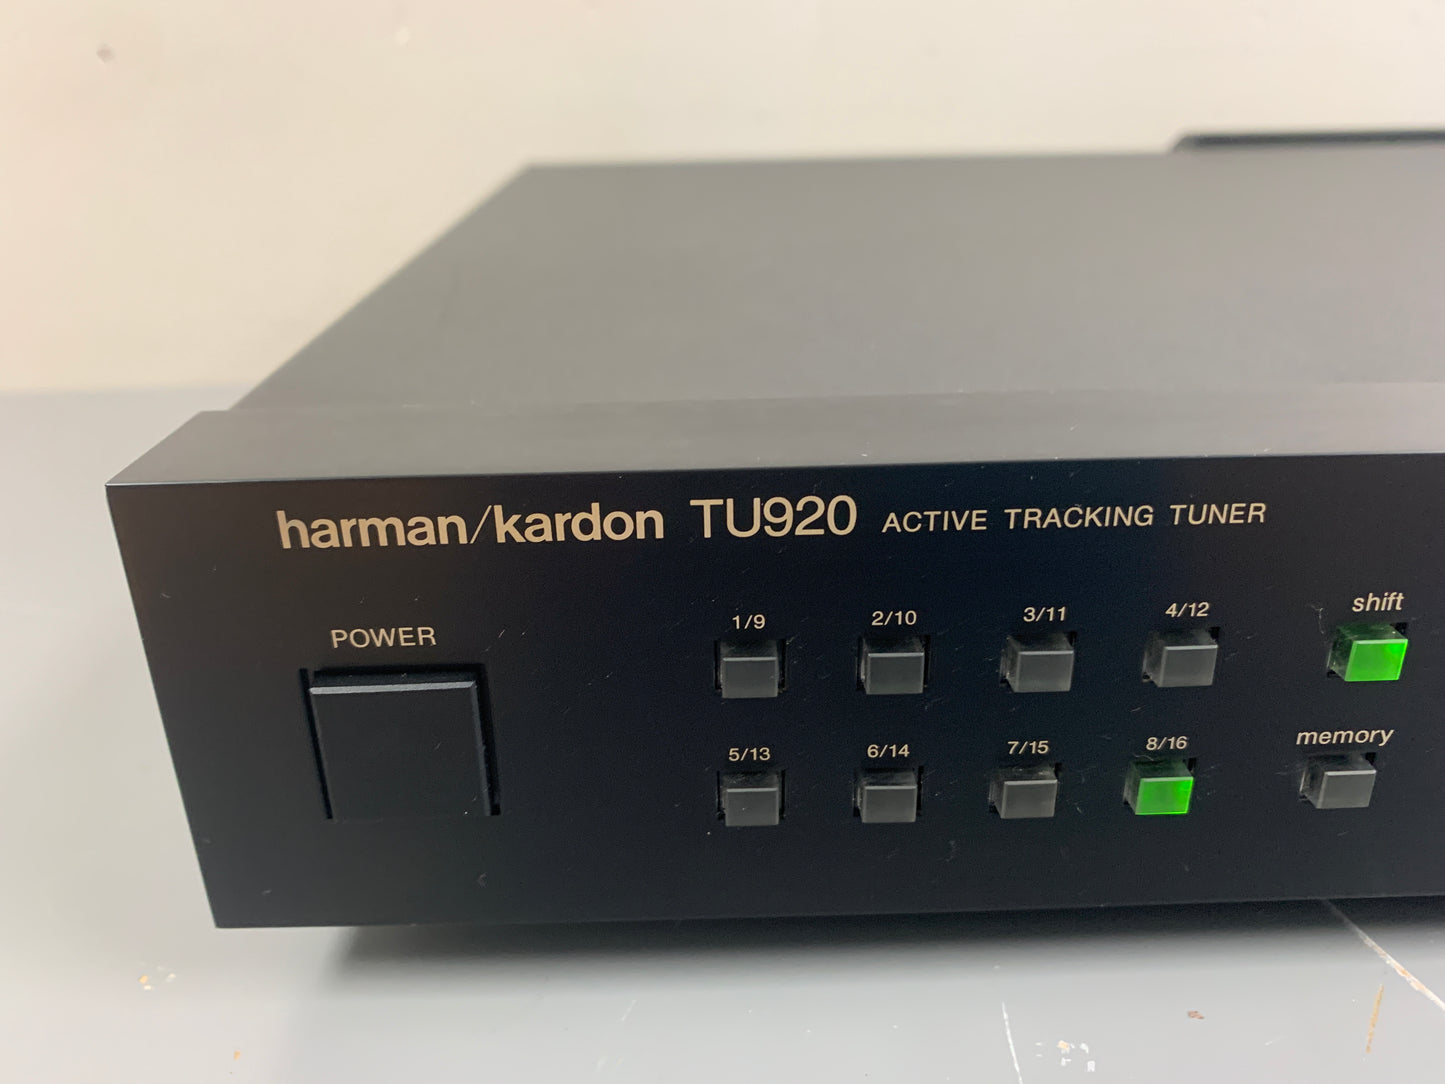 harman/kardon TU920 ACTIVE TRACKING TUNER
POWER
1/9 2/10 3/11 4/12 shift
5/13 6/14 7/15 8/16 memory